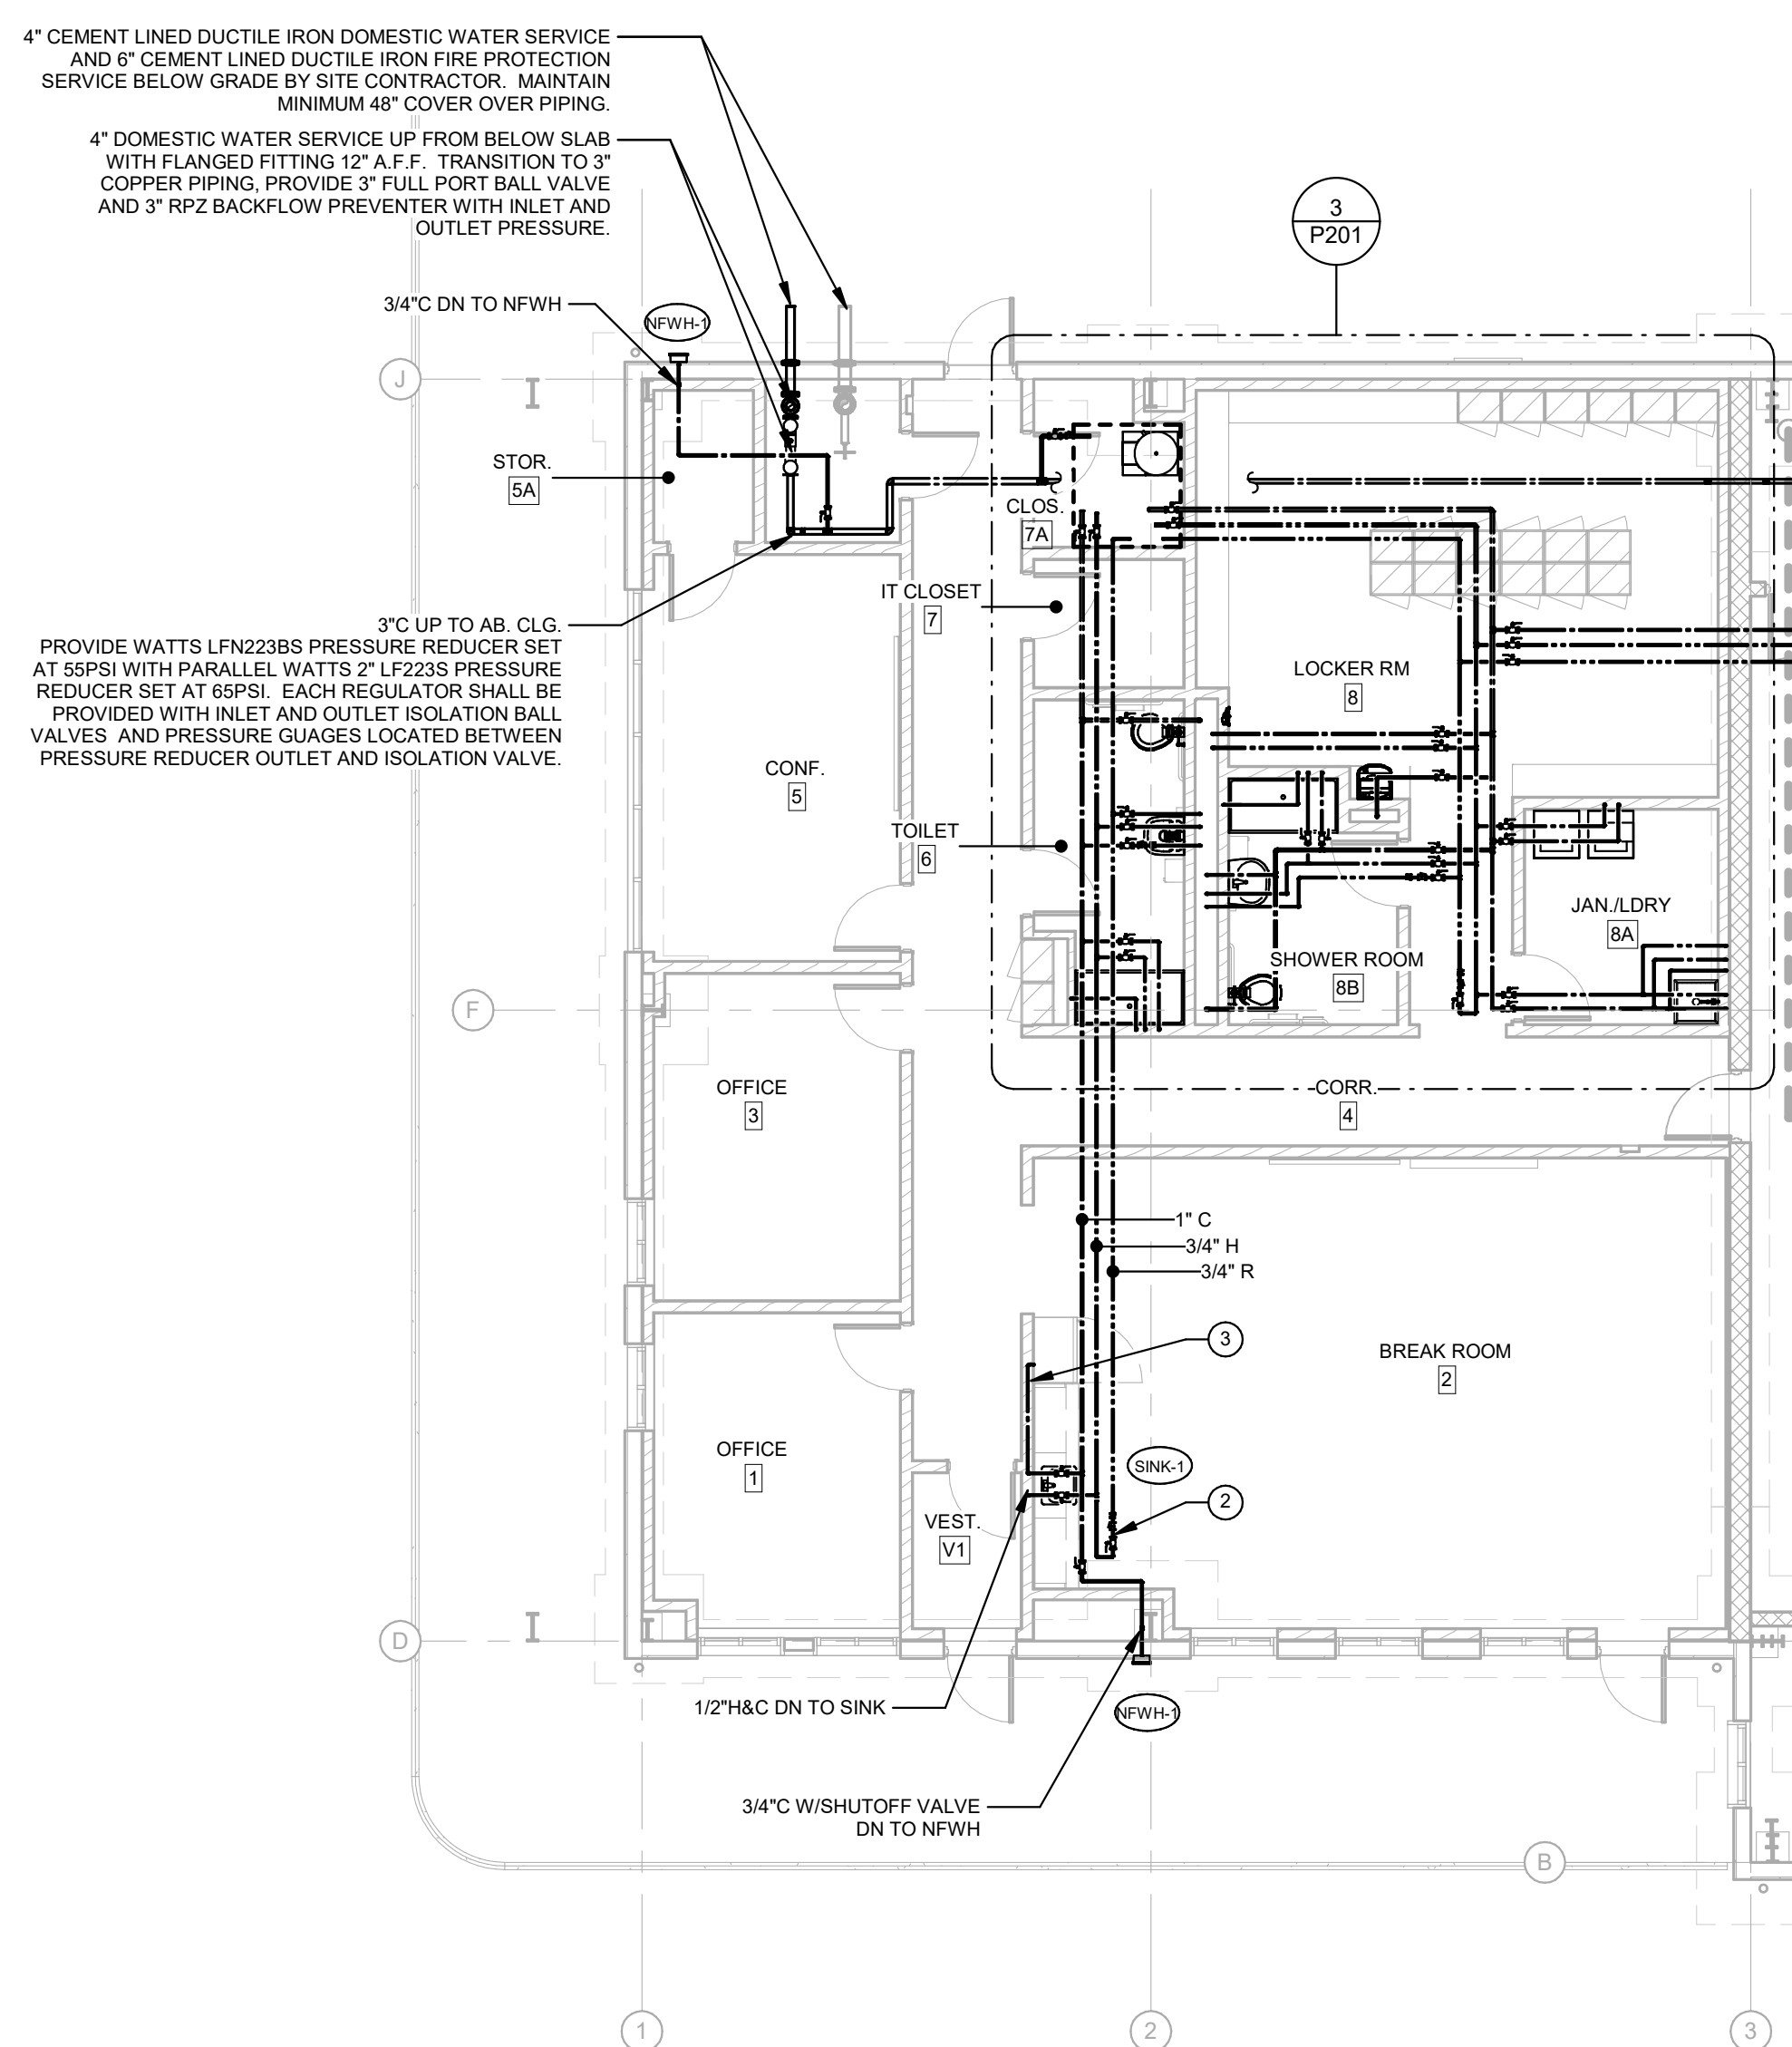 4" CEMENT LINED DUCTILE IRON DOMESTIC WATER SERVICE
AND 6" CEMENT LINED DUCTILE IRON FIRE PROTECTION
SERVICE BELOW GRADE BY SITE CONTRACTOR. MAINTAIN
MINIMUM 48" COVER OVER PIPING.
4" DOMESTIC WATER SERVICE UP FROM BELOW SLAB
WITH FLANGED FITTING 12" A.F.F. TRANSITION TO 3"
COPPER PIPING, PROVIDE 3" FULL PORT BALL VALVE
AND 3" RPZ BACKFLOW PREVENTER WITH INLET AND
OUTLET PRESSURE.
3
P201
3/4"C DN TO NFWH
NFWH-1
J
STOR.
5A
CLOS.
7A
IT CLOSET
7
3"C UP TO AB. CLG.
PROVIDE WATTS LFN223BS PRESSURE REDUCER SET
AT 55PSI WITH PARALLEL WATTS 2" LF223S PRESSURE
REDUCER SET AT 65PSI. EACH REGULATOR SHALL BE
PROVIDED WITH INLET AND OUTLET ISOLATION BALL
VALVES AND PRESSURE GUAGES LOCATED BETWEEN
PRESSURE REDUCER OUTLET AND ISOLATION VALVE.
LOCKER RM
8
CONF.
5
TOILET
6
JAN./LDRY
8A
SHOWER ROOM
8B
F
OFFICE
3
CORR.
4
1" C
3/4" H
3/4" R
3
BREAK ROOM
2
OFFICE
1
SINK-1
2
VEST.
V1
D
1/2"H&C DN TO SINK
NFWH-1
3/4"C W/SHUTOFF VALVE
DN TO NFWH
B
1
2
3